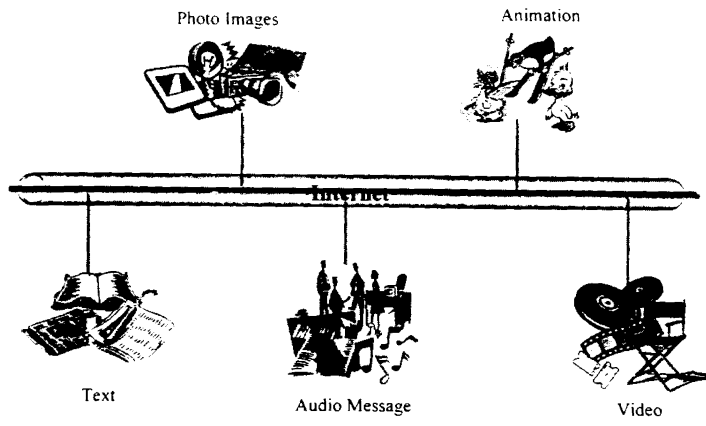 Photo Images
Animation
Internet
Text
Audio Message
Video